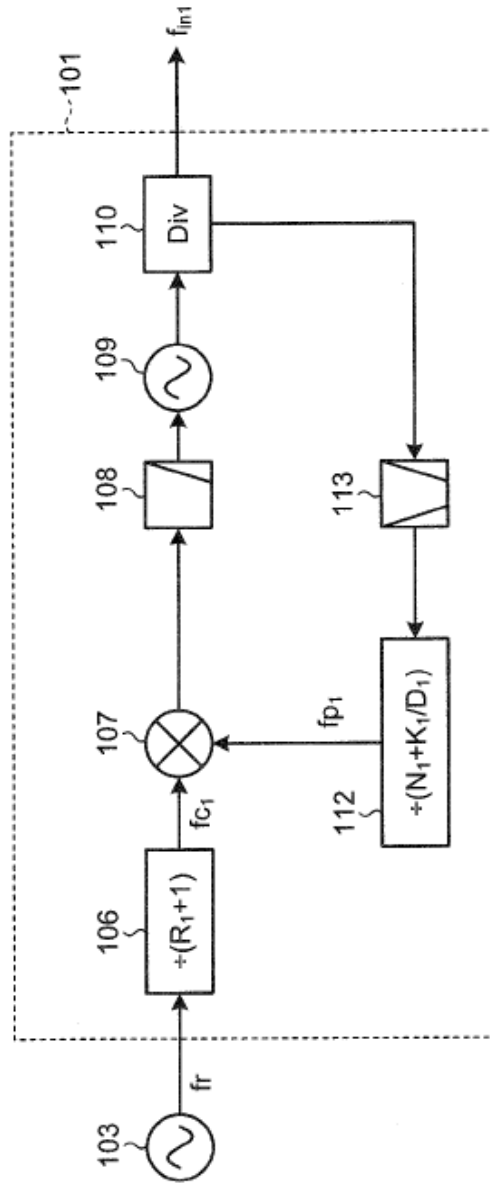 101
103
fr
106
÷(R₁+1)
fc₁
107
108
109
110
Div
f_in1
fp₁
112
÷(N₁+K₁/D₁)
113